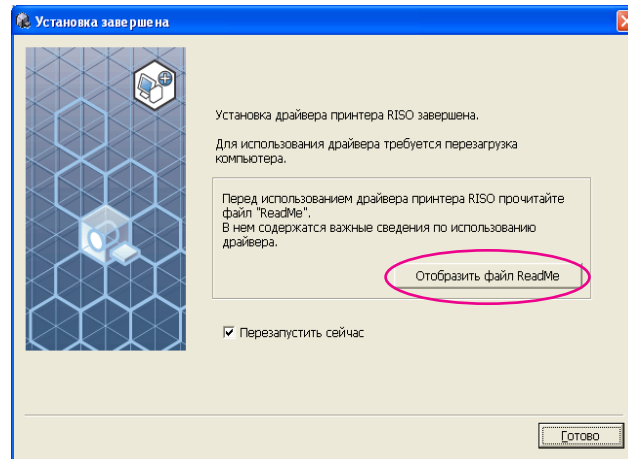 Установка завершена
Установка драйвера принтера RISO завершена.
Для использования драйвера требуется перезагрузка
компьютера.
Перед использованием драйвера принтера RISO прочитайте
файл "ReadMe".
В нем содержатся важные сведения по использованию
драйвера.
Отобразить файл ReadMe
Перезапустить сейчас
Готово